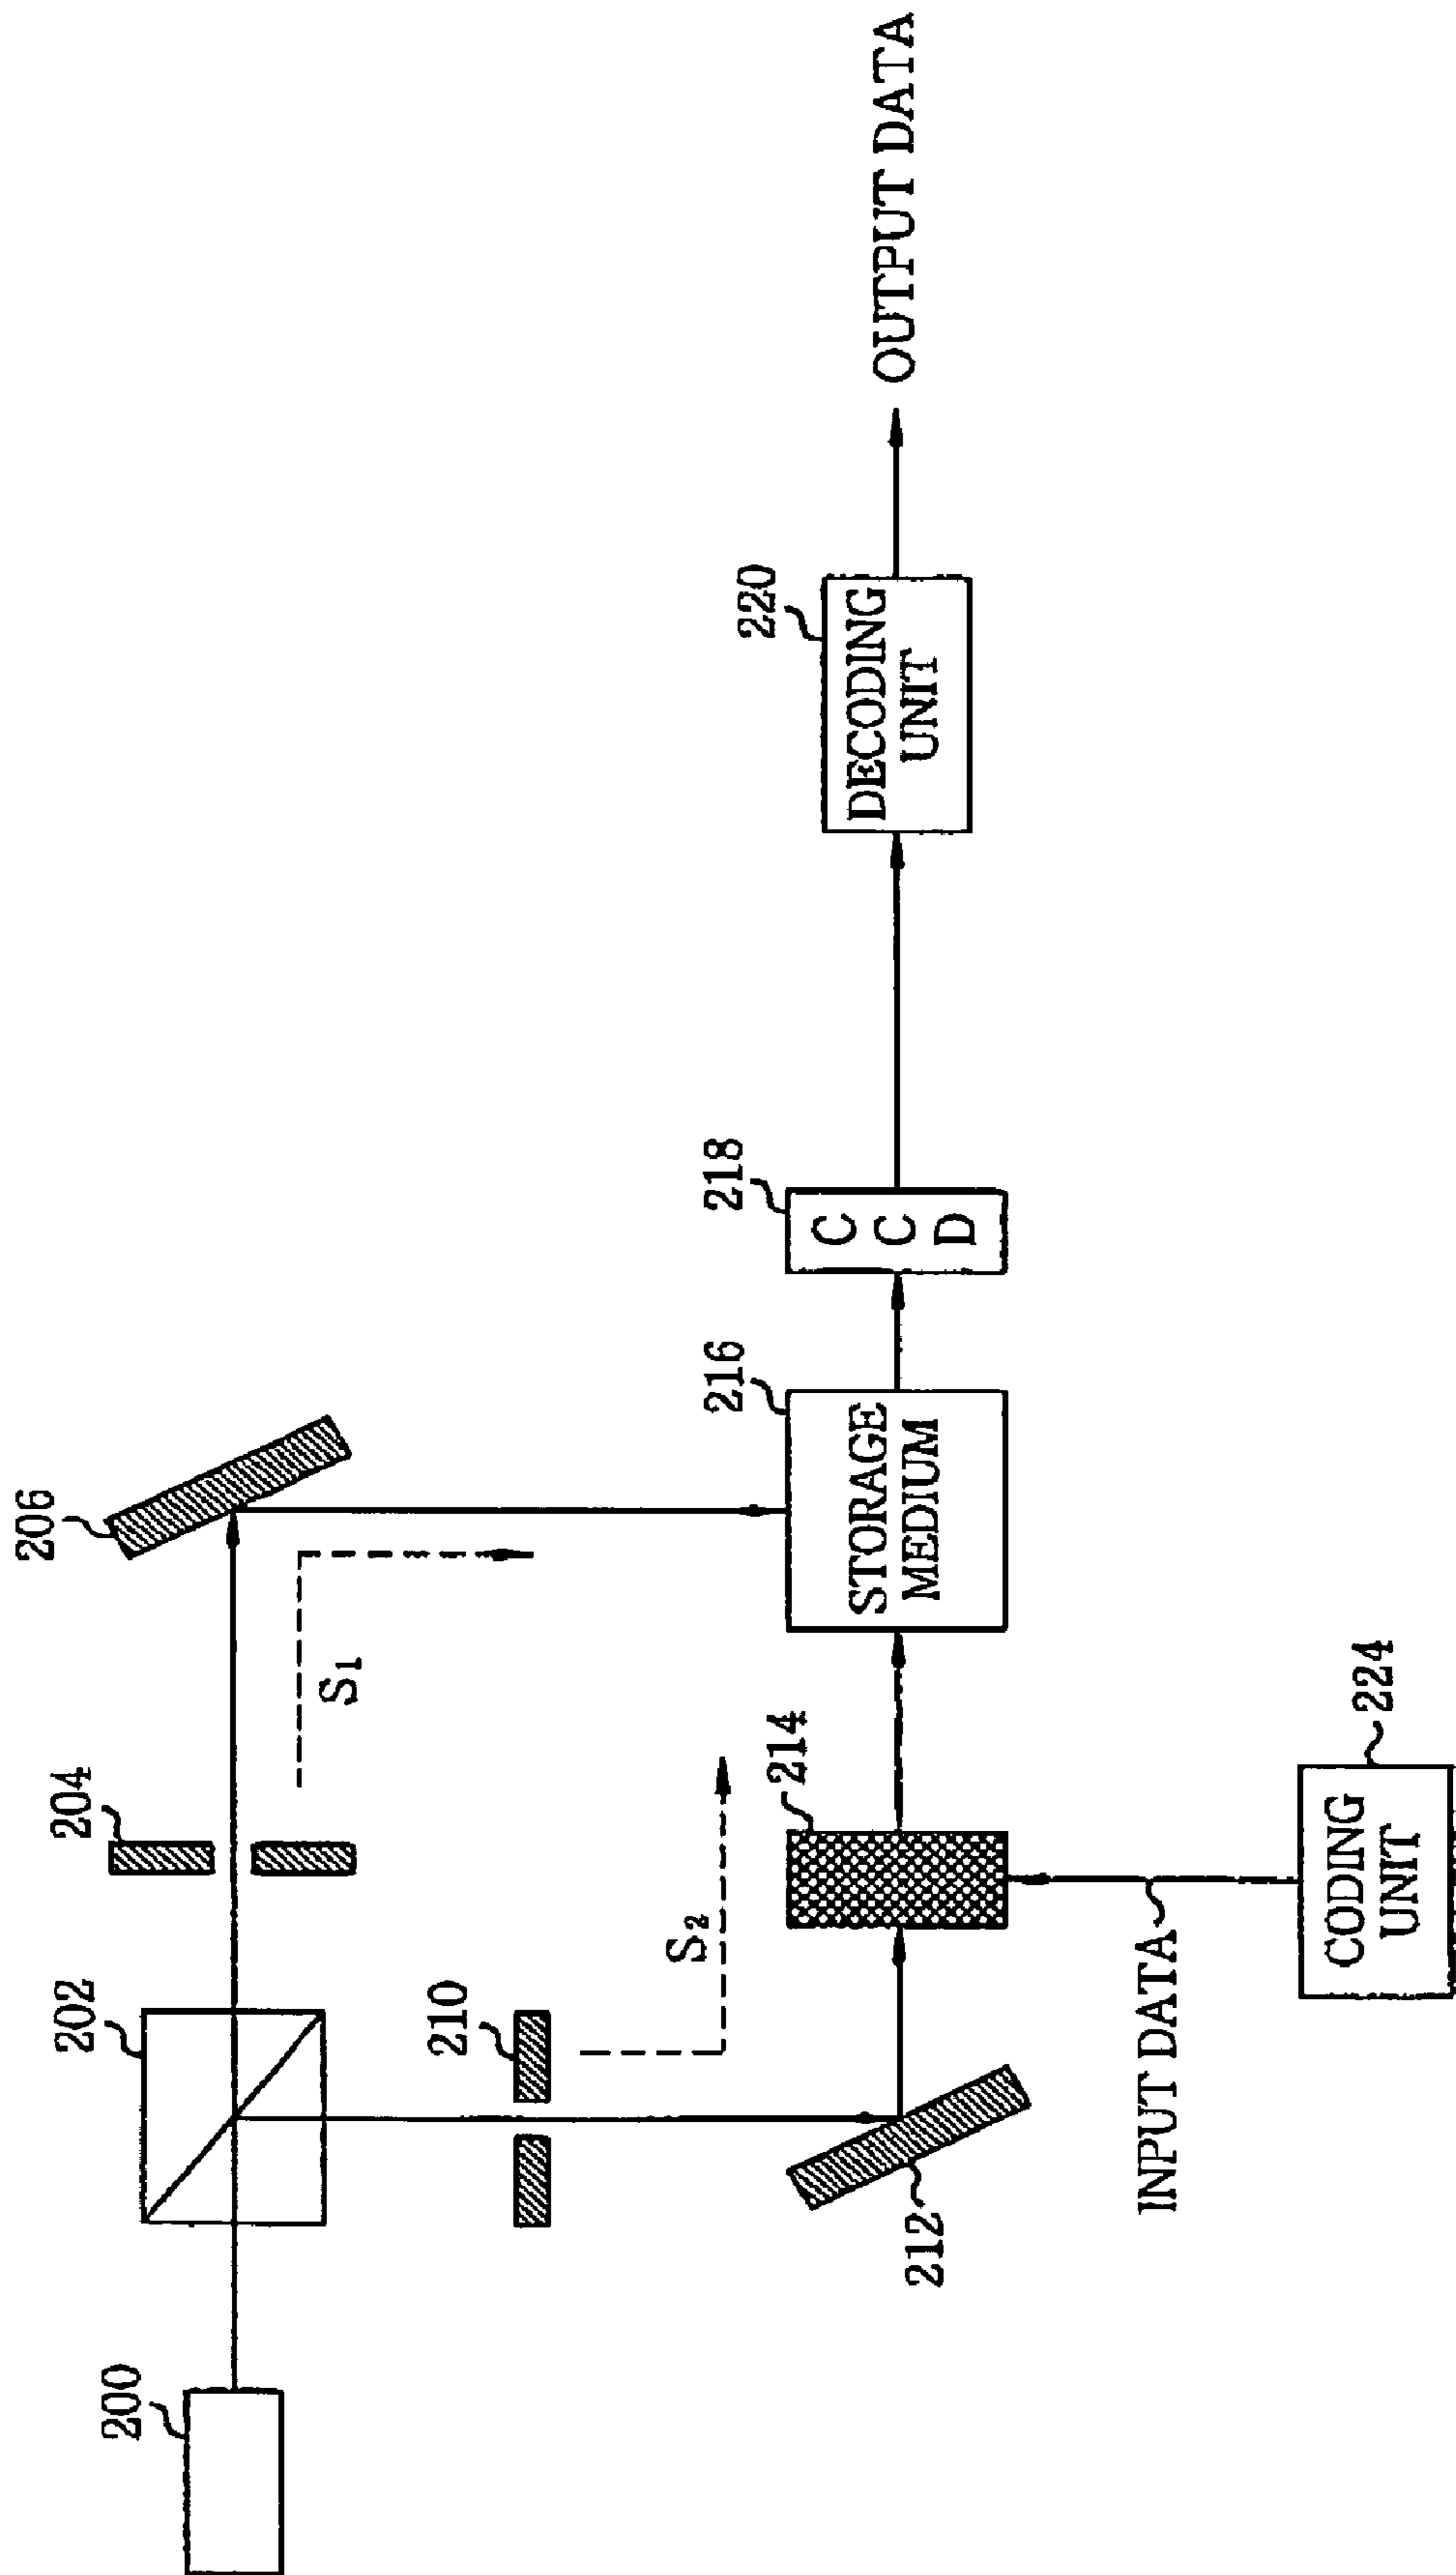 200
202
204
206
S1
210
S2
212
214
216
STORAGE
MEDIUM
218
C
C
D
220
DECODING
UNIT
OUTPUT DATA
INPUT DATA
224
CODING
UNIT